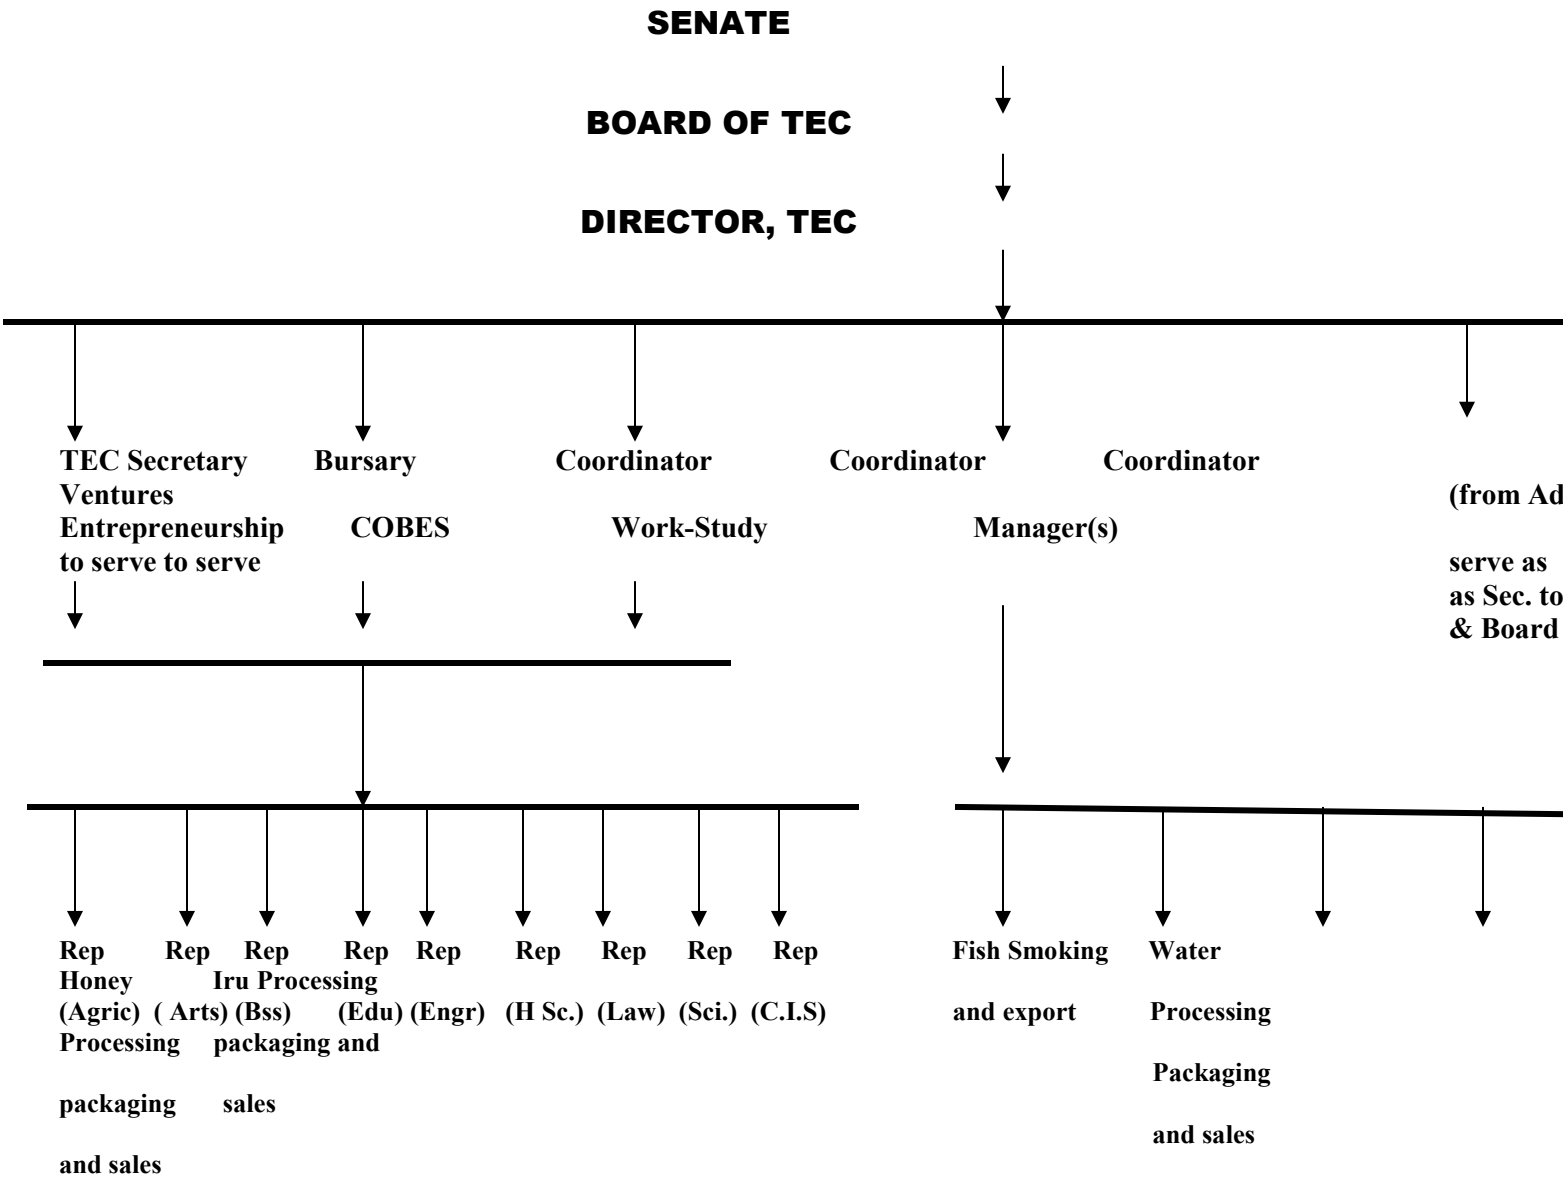 SENATE
BOARD OF TEC
DIRECTOR, TEC
TEC Secretary Bursary Coordinator Coordinator Coordinator
Ventures (from Ad
Entrepreneurship COBES Work-Study Manager(s)
to serve to serve serve as
as Sec. to
& Board
Rep Rep Rep Rep Rep Rep Rep Rep Rep Fish Smoking Water
Honey Iru Processing
(Agric) ( Arts) (Bss) (Edu) (Engr) (H Sc.) (Law) (Sci.) (C.I.S) and export Processing
Processing packaging and
Packaging
packaging sales
and sales
and sales